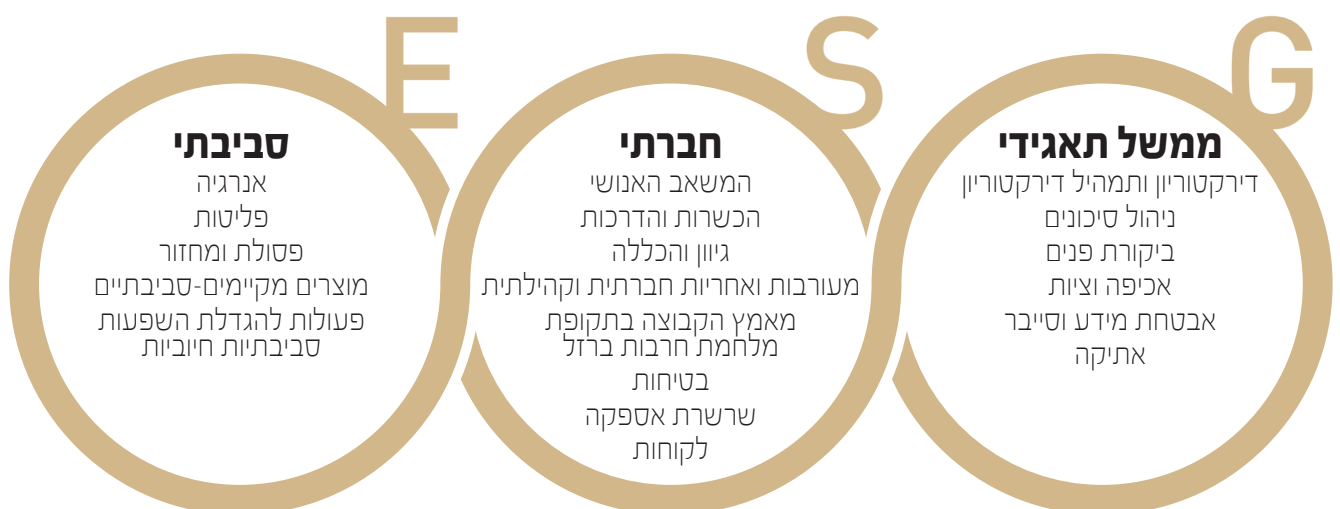 E
סביבתי
אנרגיה
פליטות
פסולת ומחזור
מוצרים מקיימים-סביבתיים
פעולות להגדלת השפעות
סביבתיות חיוביות
S
חברתי
המשאב האנושי
הכשרות והדרכות
גיוון והכללה
מעורבות ואחריות חברתית וקהילתית
מאמץ הקבוצה בתקופת
מלחמת חרבות ברזל
בטיחות
שרשרת אספקה
לקוחות
G
ממשל תאגידי
דירקטוריון ותמהיל דירקטוריון
ניהול סיכונים
ביקורת פנים
אכיפה וציות
אבטחת מידע וסייבר
אתיקה